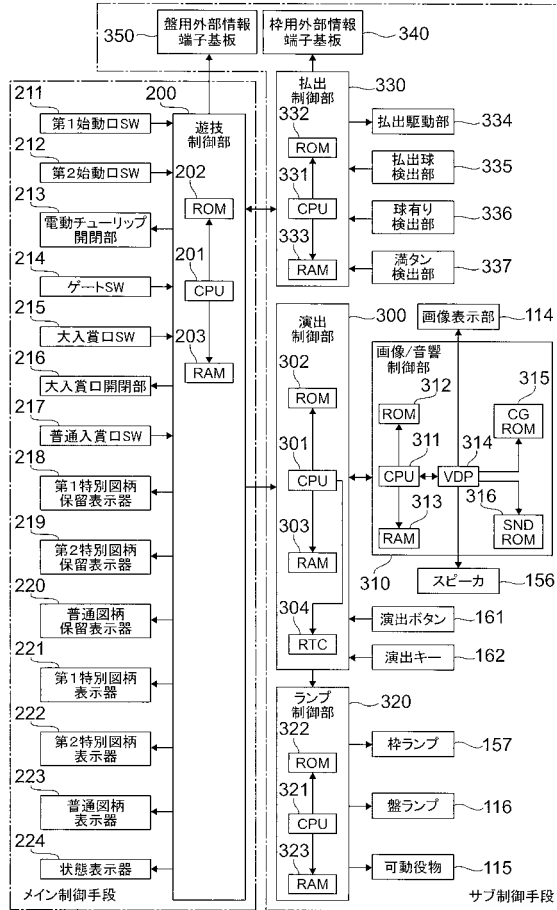 350
盤用外部情報
端子基板
枠用外部情報
端子基板
340
211
第1始動口SW
212
第2始動口SW
213
電動チューリップ
開閉部
214
ゲートSW
215
大入賞口SW
216
大入賞口開閉部
217
普通入賞口SW
218
第1特別図柄
保留表示器
219
第2特別図柄
保留表示器
220
普通図柄
保留表示器
221
第1特別図柄
表示器
222
第2特別図柄
表示器
223
普通図柄
表示器
224
状態表示器
メイン制御手段
200
遊技
制御部
202
ROM
201
CPU
203
RAM
払出
制御部
330
332
ROM
331
CPU
333
RAM
払出駆動部
334
払出球
検出部
335
球有り
検出部
336
満タン
検出部
337
演出
制御部
300
302
ROM
301
CPU
303
RAM
304
RTC
画像表示部
114
画像/音響
制御部
312
ROM
311
CPU
313
RAM
310
314
VDP
315
CG
ROM
316
SND
ROM
スピーカ
156
演出ボタン
161
演出キー
162
ランプ
制御部
320
322
ROM
321
CPU
323
RAM
枠ランプ
157
盤ランプ
116
可動役物
115
サブ制御手段